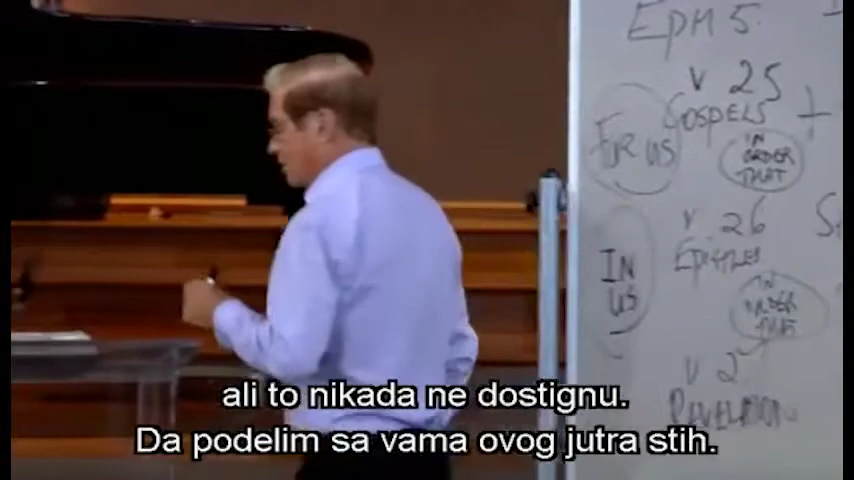 EPH 5
v 25
FOR US
GOSPELS +
IN
ORDER
THAT
v 26
IN
US
EPISTLES
IN
ORDER
THAT
v 2
REVELATION
ali to nikada ne dostignu.
Da podelim sa vama ovog jutra stih.